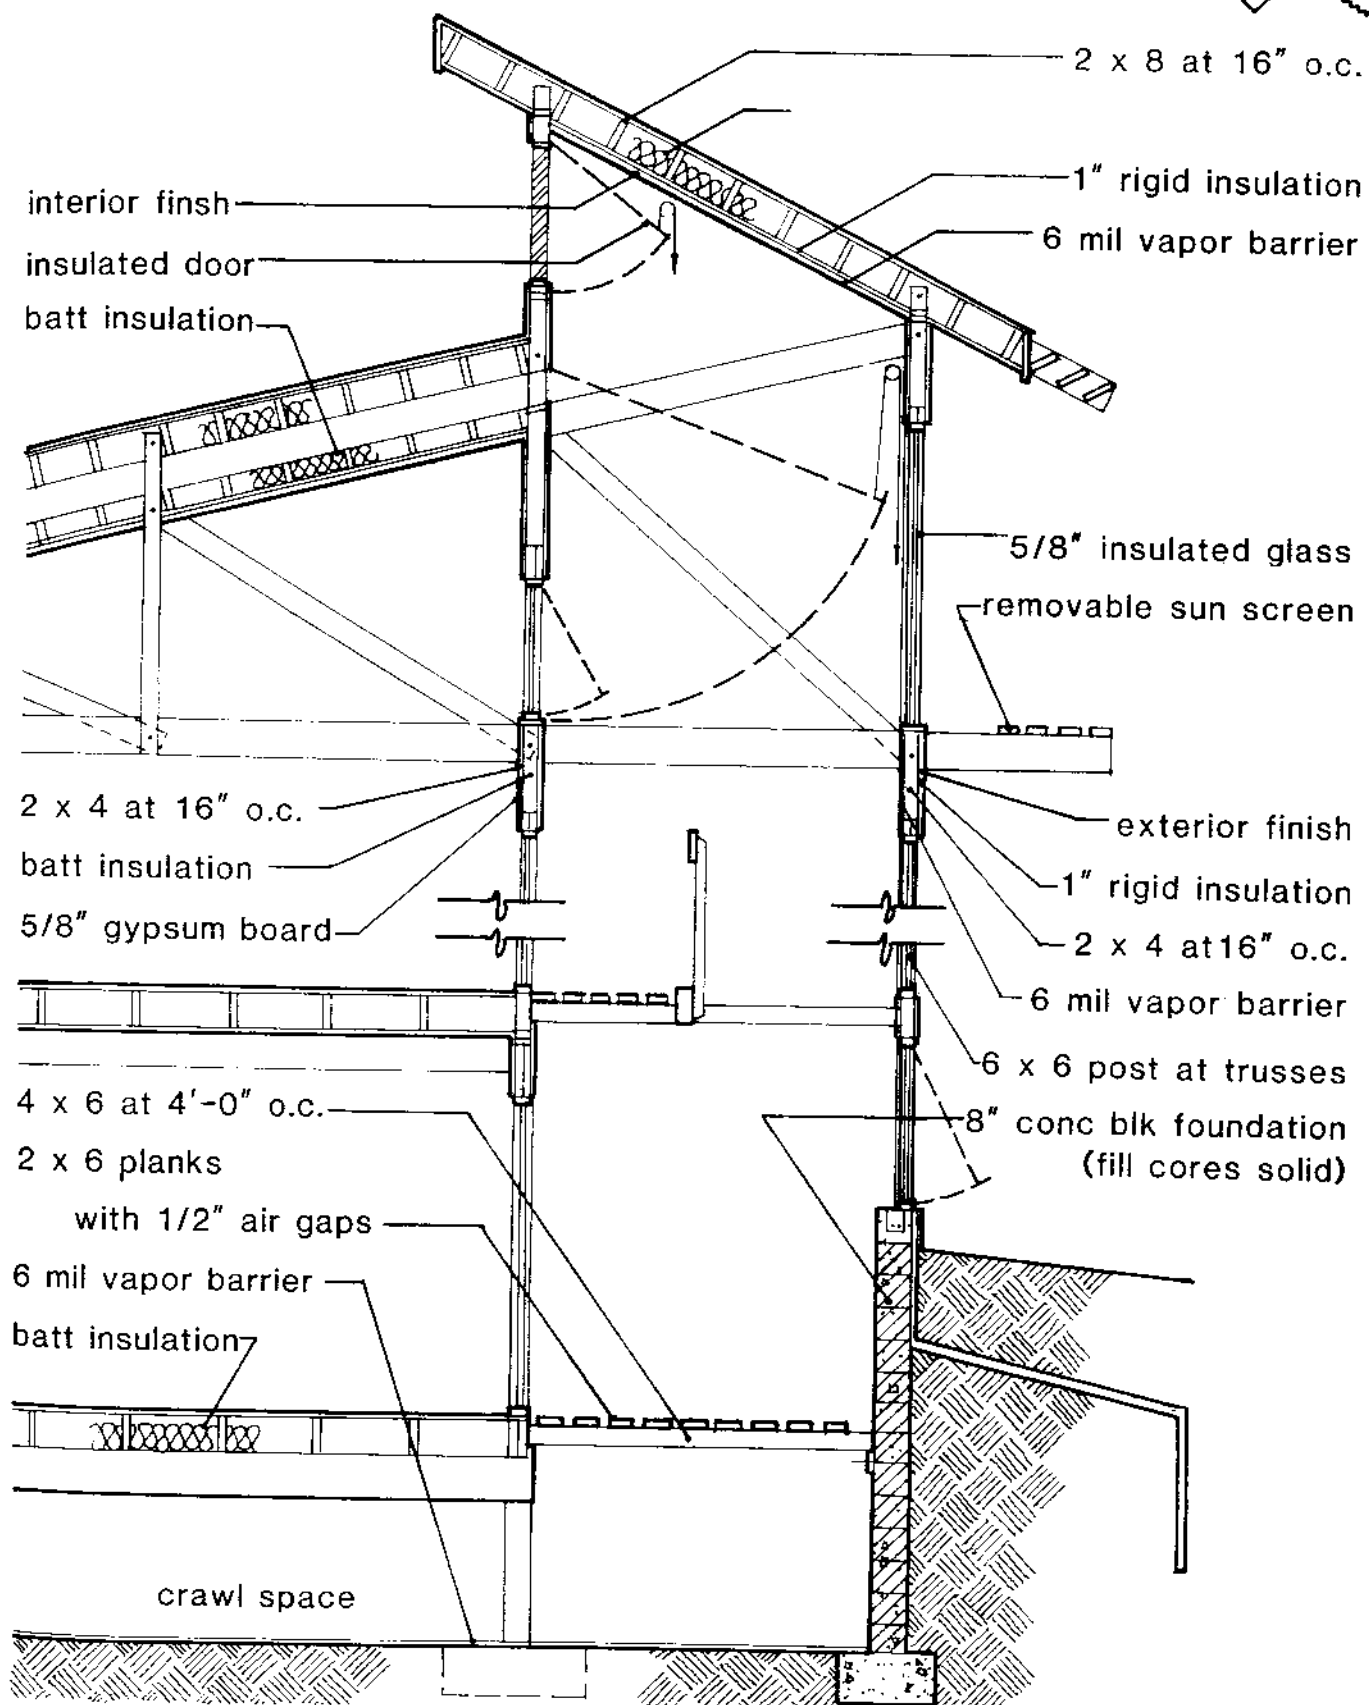 2 x 8 at 16" o.c.
1" rigid insulation
6 mil vapor barrier
interior finsh
insulated door
batt insulation
5/8" insulated glass
removable sun screen
2 x 4 at 16" o.c.
batt insulation
5/8" gypsum board
exterior finish
1" rigid insulation
2 x 4 at 16" o.c.
6 mil vapor barrier
6 x 6 post at trusses
8" conc blk foundation
(fill cores solid)
4 x 6 at 4'-0" o.c.
2 x 6 planks
with 1/2" air gaps
6 mil vapor barrier
batt insulation
crawl space